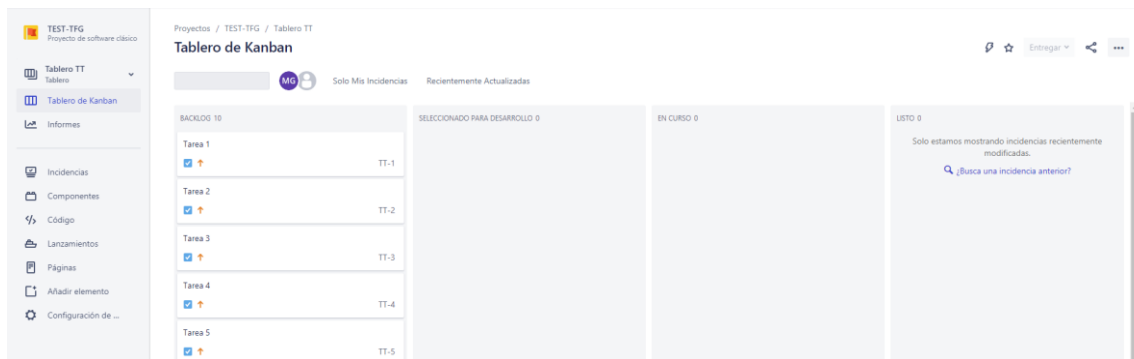 TEST-TFG
Proyecto de software clásico
Tablero TT
Tablero
Tablero de Kanban
Informes
Incidencias
Componentes
Código
Lanzamientos
Páginas
Añadir elemento
Configuración de ...
Proyectos / TEST-TFG / Tablero TT
Tablero de Kanban
Entregar
MG
Solo Mis Incidencias
Recientemente Actualizadas
BACKLOG 10
Tarea 1
TT-1
Tarea 2
TT-2
Tarea 3
TT-3
Tarea 4
TT-4
Tarea 5
TT-5
SELECCIONADO PARA DESARROLLO 0
EN CURSO 0
LISTO 0
Solo estamos mostrando incidencias recientemente
modificadas.
¿Busca una incidencia anterior?